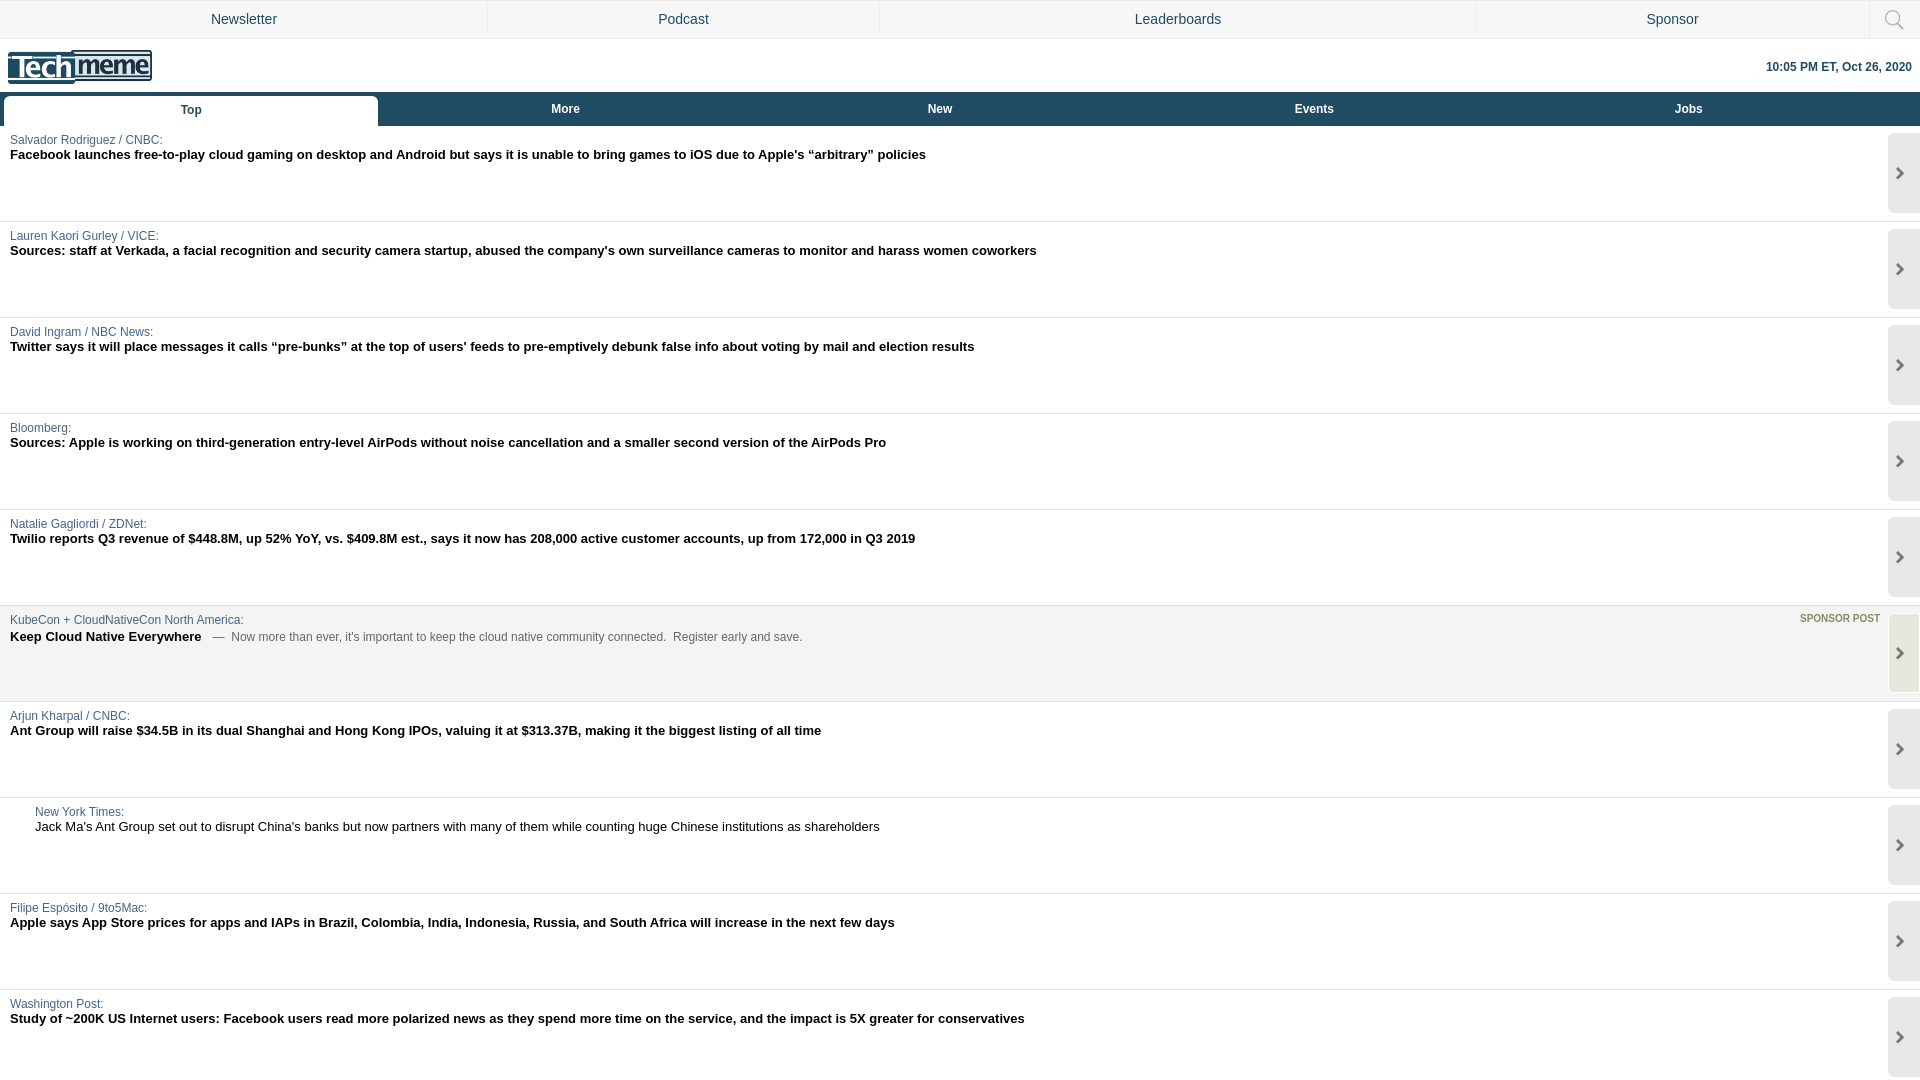 Newsletter
Podcast
Leaderboards
Sponsor
Techmeme
10:05 PM ET, Oct 26, 2020
Top
More
New
Events
Jobs
Salvador Rodriguez / CNBC:
Facebook launches free-to-play cloud gaming on desktop and Android but says it is unable to bring games to iOS due to Apple's “arbitrary” policies
Lauren Kaori Gurley / VICE:
Sources: staff at Verkada, a facial recognition and security camera startup, abused the company's own surveillance cameras to monitor and harass women coworkers
David Ingram / NBC News:
Twitter says it will place messages it calls “pre-bunks” at the top of users' feeds to pre-emptively debunk false info about voting by mail and election results
Bloomberg:
Sources: Apple is working on third-generation entry-level AirPods without noise cancellation and a smaller second version of the AirPods Pro
Natalie Gagliordi / ZDNet:
Twilio reports Q3 revenue of $448.8M, up 52% YoY, vs. $409.8M est., says it now has 208,000 active customer accounts, up from 172,000 in Q3 2019
KubeCon + CloudNativeCon North America:
SPONSOR POST
Keep Cloud Native Everywhere — Now more than ever, it's important to keep the cloud native community connected. Register early and save.
Arjun Kharpal / CNBC:
Ant Group will raise $34.5B in its dual Shanghai and Hong Kong IPOs, valuing it at $313.37B, making it the biggest listing of all time
New York Times:
Jack Ma's Ant Group set out to disrupt China's banks but now partners with many of them while counting huge Chinese institutions as shareholders
Filipe Espósito / 9to5Mac:
Apple says App Store prices for apps and IAPs in Brazil, Colombia, India, Indonesia, Russia, and South Africa will increase in the next few days
Washington Post:
Study of ~200K US Internet users: Facebook users read more polarized news as they spend more time on the service, and the impact is 5X greater for conservatives